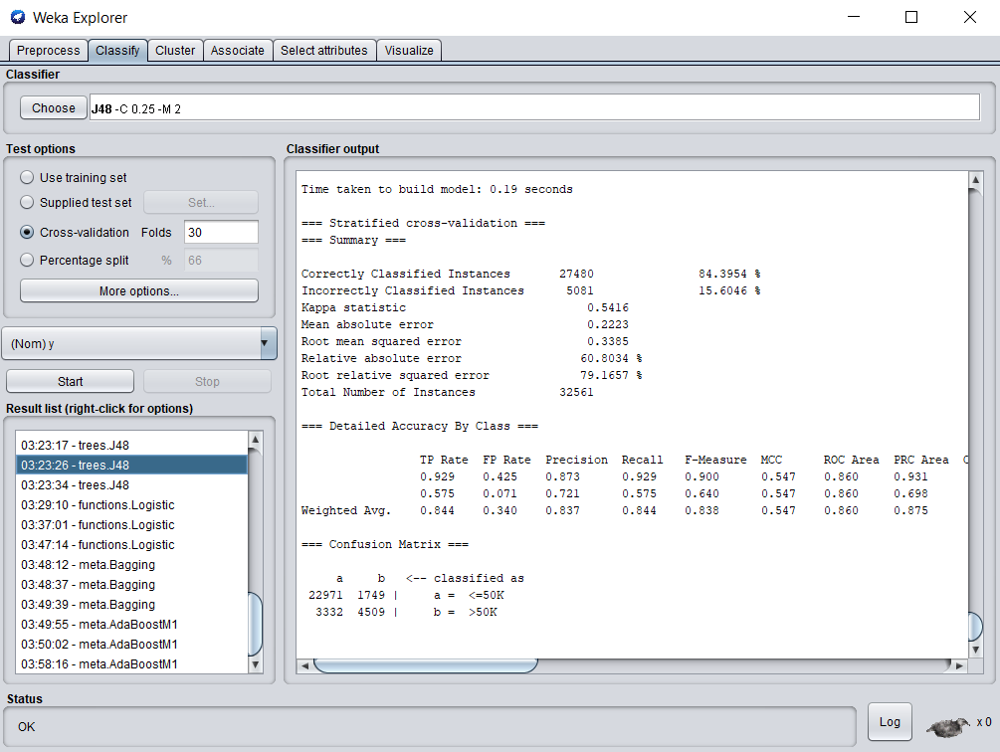 Weka Explorer
Preprocess Classify Cluster Associate Select attributes Visualize
Classifier
Choose J48 -C 0.25 -M 2
Test options
Use training set
Supplied test set Set...
Cross-validation Folds 30
Percentage split % 66
More options...
(Nom) y
Start Stop
Result list (right-click for options)
03:23:17 - trees.J48
03:23:26 - trees.J48
03:23:34 - trees.J48
03:29:10 - functions.Logistic
03:37:01 - functions.Logistic
03:47:14 - functions.Logistic
03:48:12 - meta.Bagging
03:48:37 - meta.Bagging
03:49:39 - meta.Bagging
03:49:55 - meta.AdaBoostM1
03:50:02 - meta.AdaBoostM1
03:58:16 - meta.AdaBoostM1
Classifier output
Time taken to build model: 0.19 seconds
=== Stratified cross-validation ===
=== Summary ===
Correctly Classified Instances 27480 84.3954 %
Incorrectly Classified Instances 5081 15.6046 %
Kappa statistic 0.5416
Mean absolute error 0.2223
Root mean squared error 0.3385
Relative absolute error 60.8034 %
Root relative squared error 79.1657 %
Total Number of Instances 32561
=== Detailed Accuracy By Class ===
TP Rate FP Rate Precision Recall F-Measure MCC ROC Area PRC Area C
0.929 0.425 0.873 0.929 0.900 0.547 0.860 0.931
0.575 0.071 0.721 0.575 0.640 0.547 0.860 0.698
Weighted Avg. 0.844 0.340 0.837 0.844 0.838 0.547 0.860 0.875
=== Confusion Matrix ===
a b <-- classified as
22971 1749 | a = <=50K
3332 4509 | b = >50K
Status
OK
Log x 0